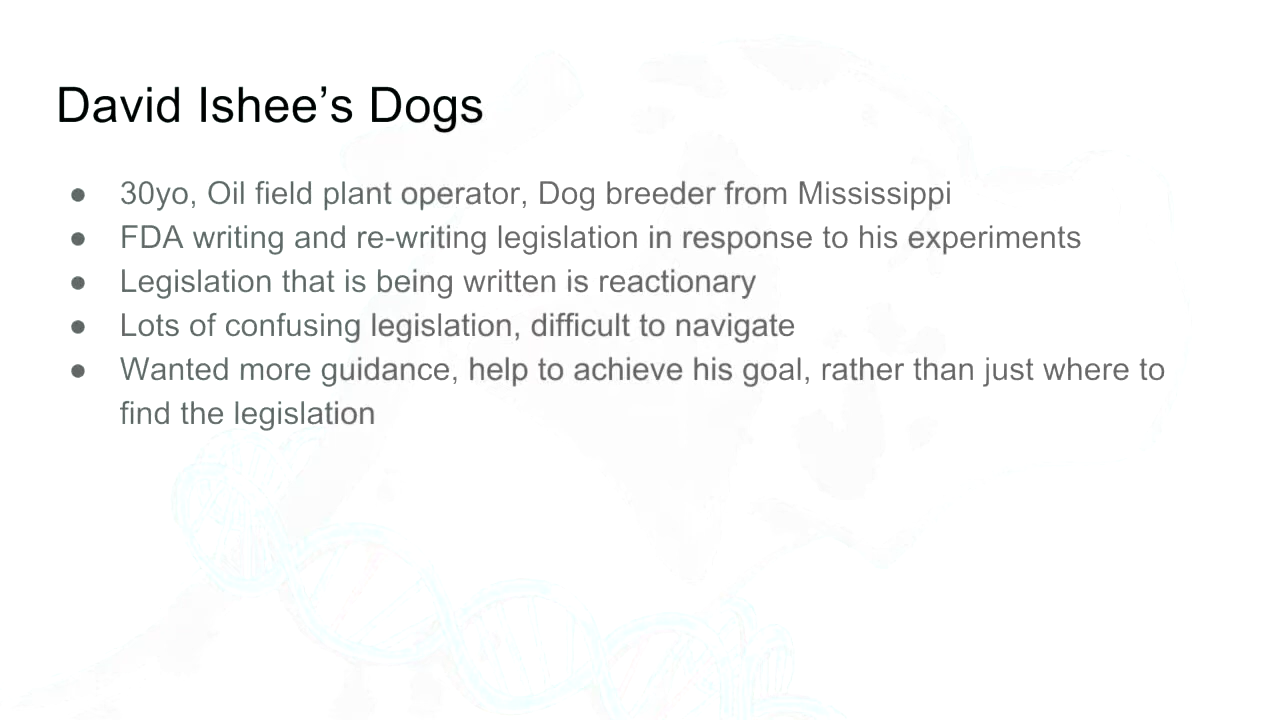 David Ishee’s Dogs
● 30yo, Oil field plant operator, Dog breeder from Mississippi
● FDA writing and re-writing legislation in response to his experiments
● Legislation that is being written is reactionary
● Lots of confusing legislation, difficult to navigate
● Wanted more guidance, help to achieve his goal, rather than just where to
find the legislation